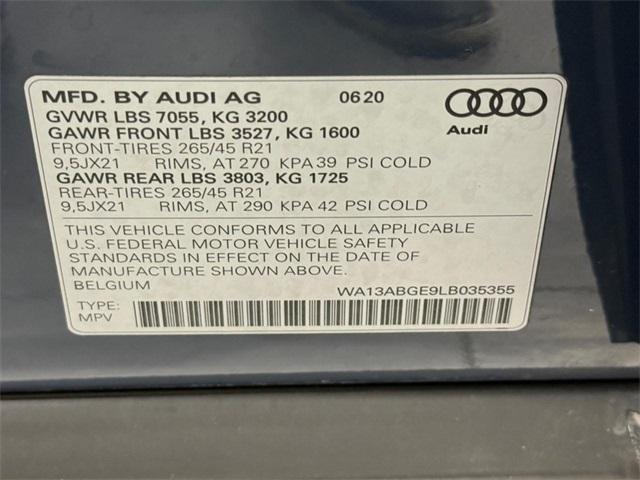 MFD. BY AUDI AG 0620
GVWR LBS 7055, KG 3200
GAWR FRONT LBS 3527, KG 1600
Audi
FRONT-TIRES 265/45 R21
9,5JX21 RIMS, AT 270 KPA 39 PSI COLD
GAWR REAR LBS 3803, KG 1725
REAR-TIRES 265/45 R21
9,5JX21 RIMS, AT 290 KPA 42 PSI COLD
THIS VEHICLE CONFORMS TO ALL APPLICABLE
U.S. FEDERAL MOTOR VEHICLE SAFETY
STANDARDS IN EFFECT ON THE DATE OF
MANUFACTURE SHOWN ABOVE.
BELGIUM WA13ABGE9LB035355
TYPE:
MPV